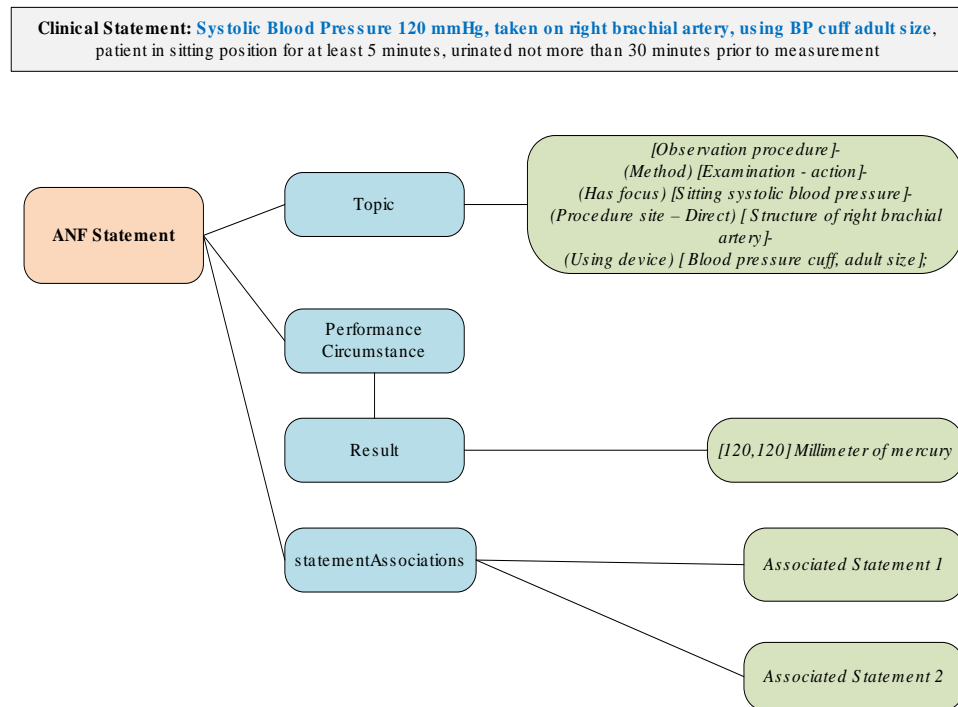 Clinical Statement: Systolic Blood Pressure 120 mmHg, taken on right brachial artery, using BP cuff adult size,
patient in sitting position for at least 5 minutes, urinated not more than 30 minutes prior to measurement
[Observation procedure]-
(Method) [Examination - action]-
(Has focus) [Sitting systolic blood pressure]-
(Procedure site – Direct) [ Structure of right brachial
artery]-
(Using device) [ Blood pressure cuff, adult size];
Topic
ANF Statement
Performance
Circumstance
Result
[120,120] Millimeter of mercury
statementAssociations
Associated Statement 1
Associated Statement 2